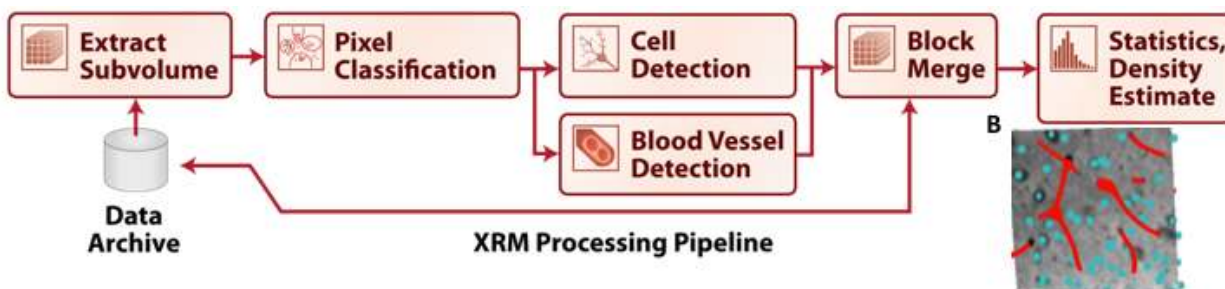 Extract
Subvolume
Pixel
Classification
Cell
Detection
Blood Vessel
Detection
Block
Merge
Statistics,
Density
Estimate
B
Data
Archive
XRM Processing Pipeline